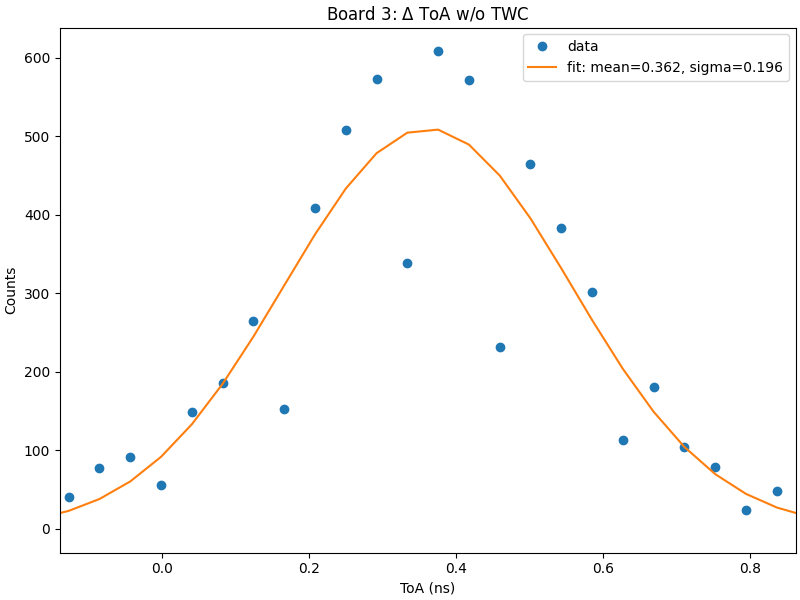 Board 3: Δ ToA w/o TWC
data
fit: mean=0.362, sigma=0.196
600
500
400
300
200
100
0
Counts
0.0 0.2 0.4 0.6 0.8
ToA (ns)